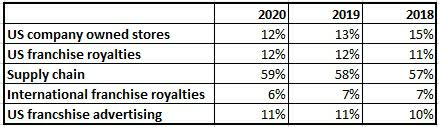 2020 2019 2018
US company owned stores 12% 13% 15%
US franchise royalties 12% 12% 11%
Supply chain 59% 58% 57%
International franchise royalties 6% 7% 7%
US francshise advertising 11% 11% 10%